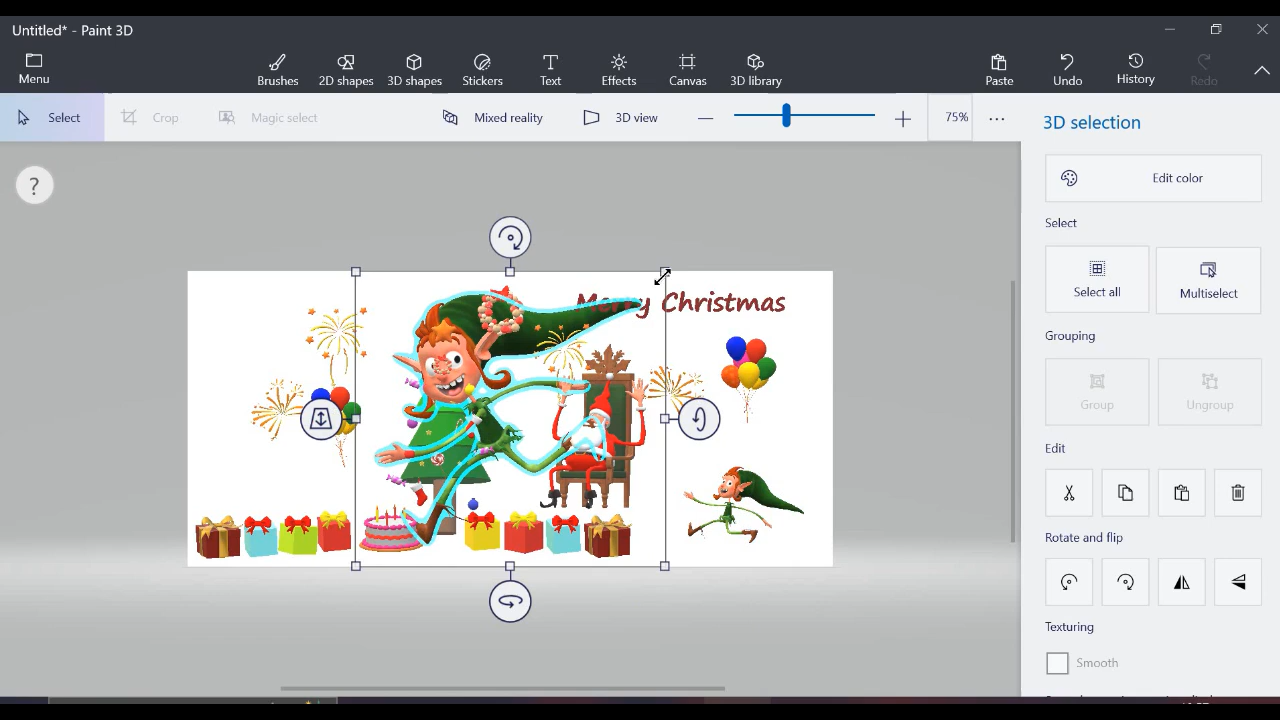 Untitled* - Paint 3D
Menu
Brushes
2D shapes
3D shapes
Stickers
Text
Effects
Canvas
3D library
Paste
Undo
History
Redo
Select
Crop
Magic select
Mixed reality
3D view
75%
?
3D selection
Edit color
Select
Select all
Multiselect
Grouping
Group
Ungroup
Edit
Rotate and flip
Texturing
Smooth
Merry Christmas